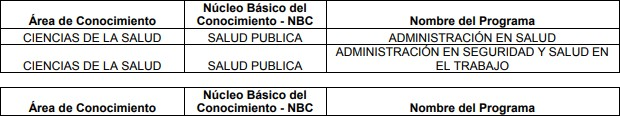 Área de Conocimiento Núcleo Básico del Conocimiento - NBC Nombre del Programa
CIENCIAS DE LA SALUD SALUD PUBLICA ADMINISTRACIÓN EN SALUD
CIENCIAS DE LA SALUD SALUD PUBLICA ADMINISTRACIÓN EN SEGURIDAD Y SALUD EN EL TRABAJO
Área de Conocimiento Núcleo Básico del Conocimiento - NBC Nombre del Programa